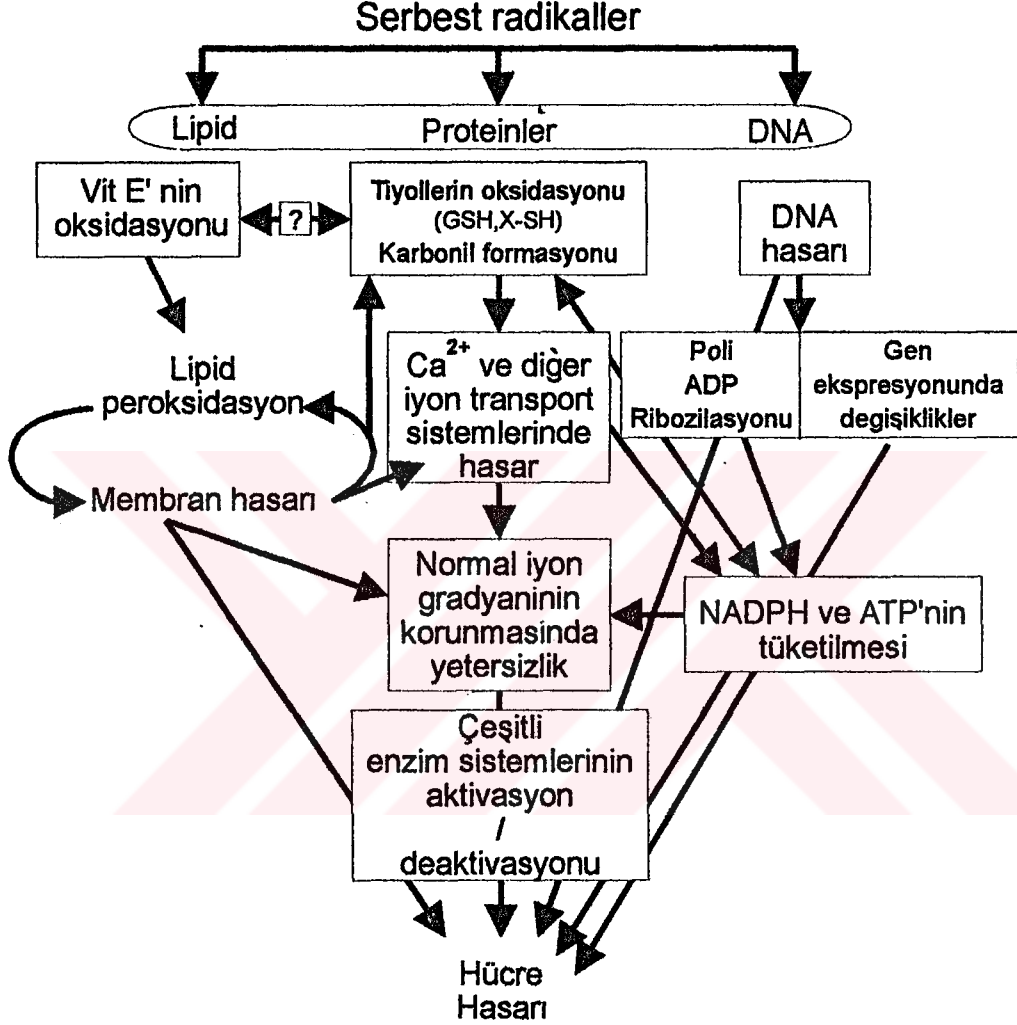 Serbest radikaller
Lipid Proteinler DNA
Vit E' nin
oksidasyonu
?
Tiyollerin oksidasyonu
(GSH,X-SH)
Karbonil formasyonu
DNA
hasarı
Lipid
peroksidasyon
Ca2+ ve diğer
iyon transport
sistemlerinde
hasar
Poli
ADP
Ribozilasyonu
Gen
ekspresyonunda
degişiklikler
Membran hasarı
Normal iyon
gradyaninin
korunmasında
yetersizlik
NADPH ve ATP'nin
tüketilmesi
Çeşitli
enzim sistemlerinin
aktivasyon
/
deaktivasyonu
Hücre
Hasarı